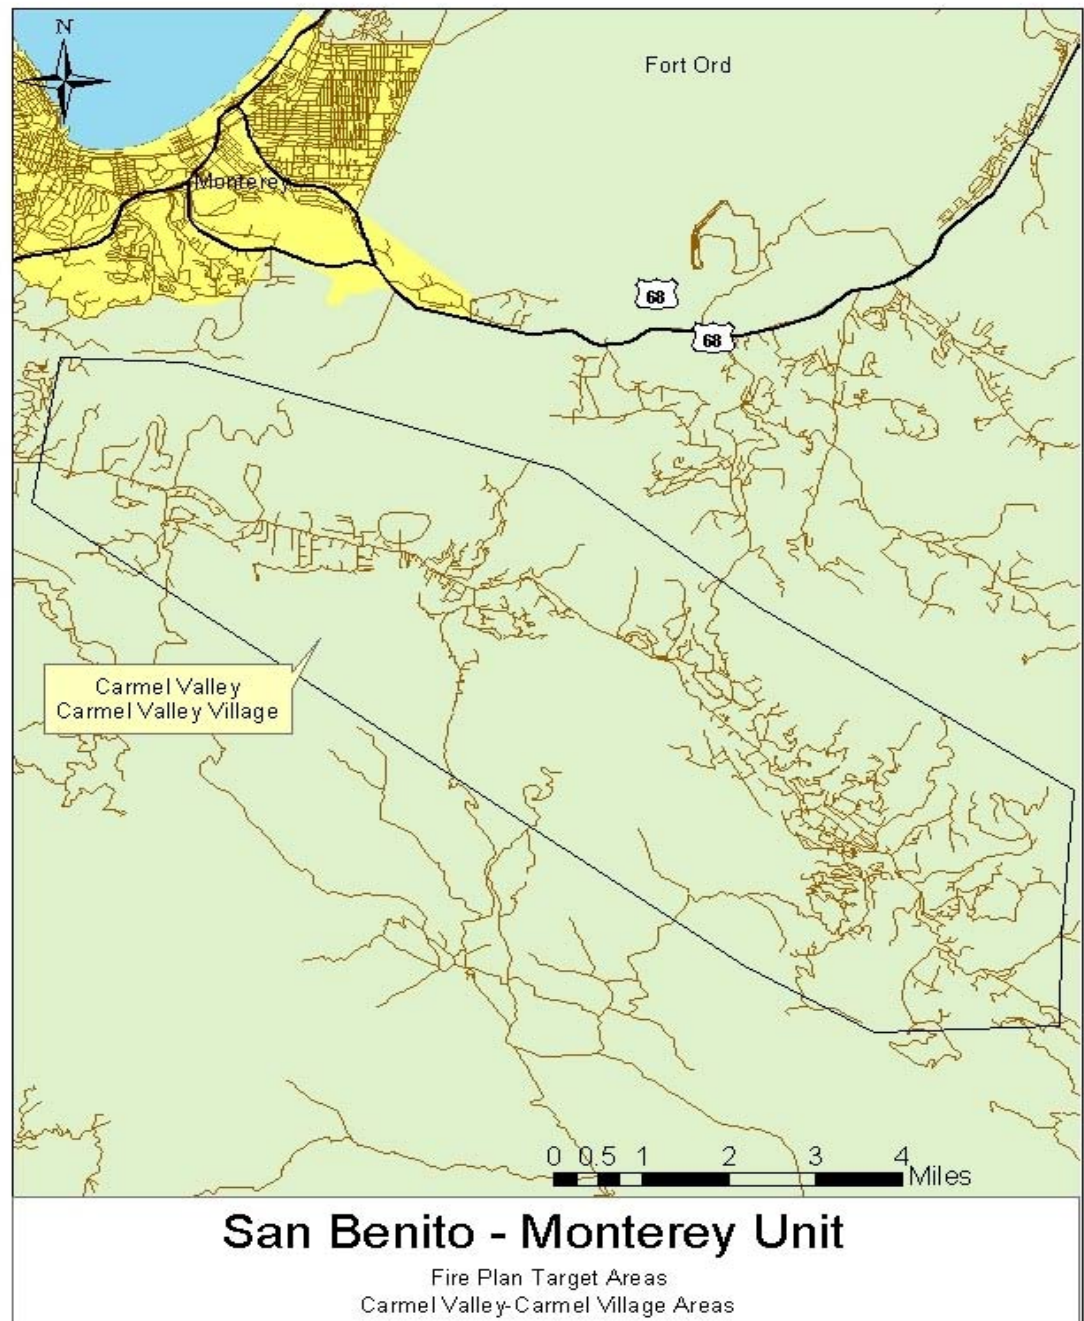 N
Fort Ord
Monterey
68
68
Carmel Valley
Carmel Valley Village
0 0.5 1 2 3 4
Miles
San Benito - Monterey Unit
Fire Plan Target Areas
Carmel Valley-Carmel Village Areas